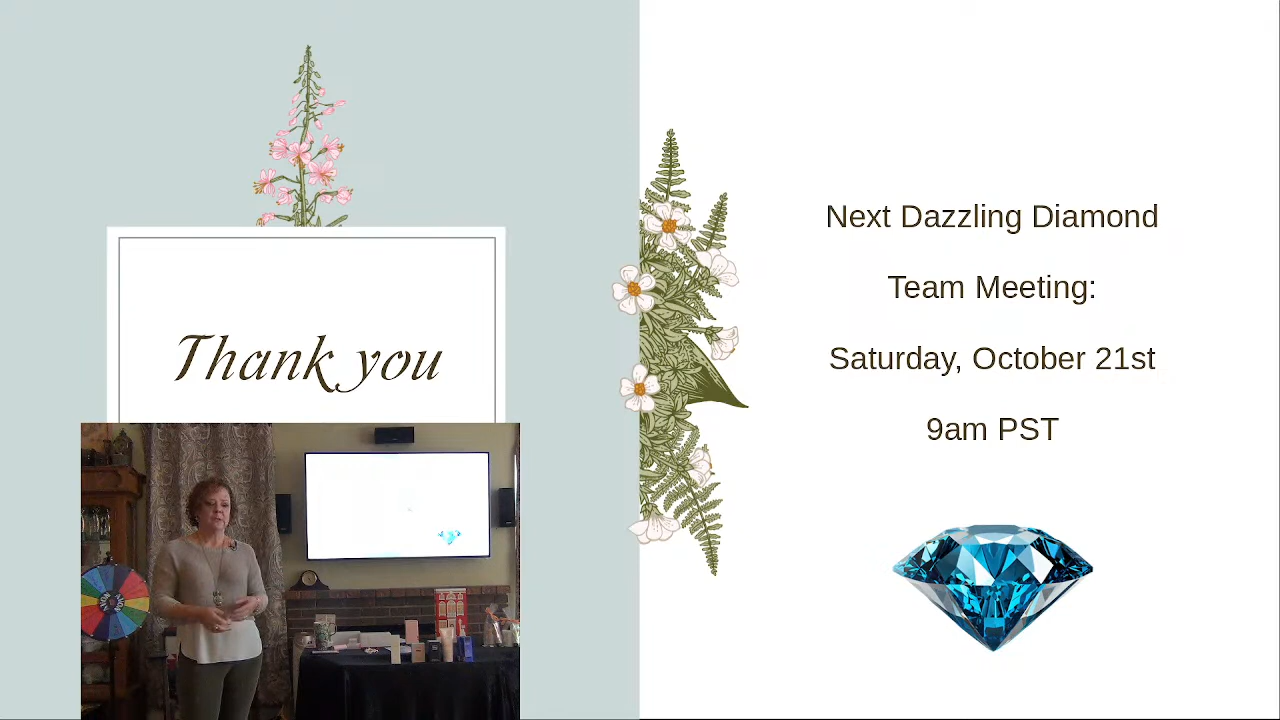 Thank you
Next Dazzling Diamond
Team Meeting:
Saturday, October 21st
9am PST